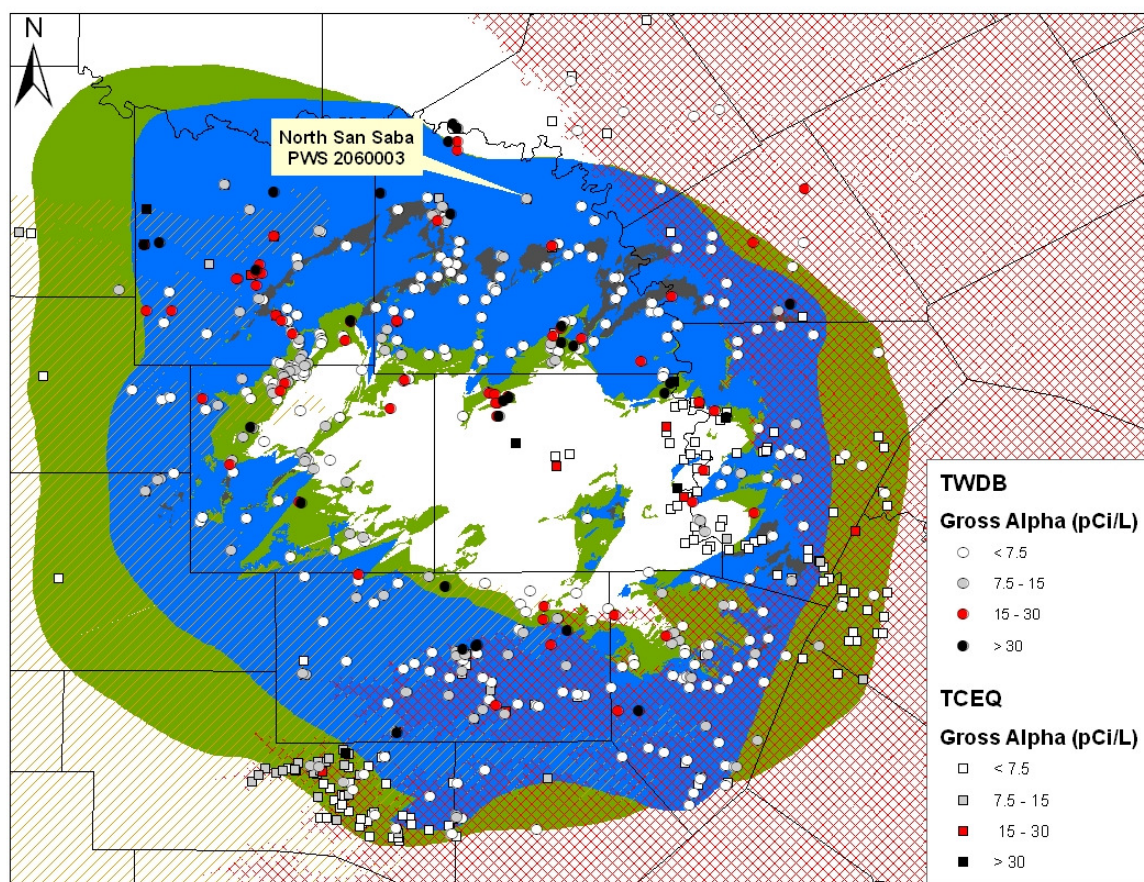 N
North San Saba
PWS 2060003
TWDB
Gross Alpha (pCi/L)
< 7.5
7.5 - 15
15 - 30
> 30
TCEQ
Gross Alpha (pCi/L)
< 7.5
7.5 - 15
15 - 30
> 30